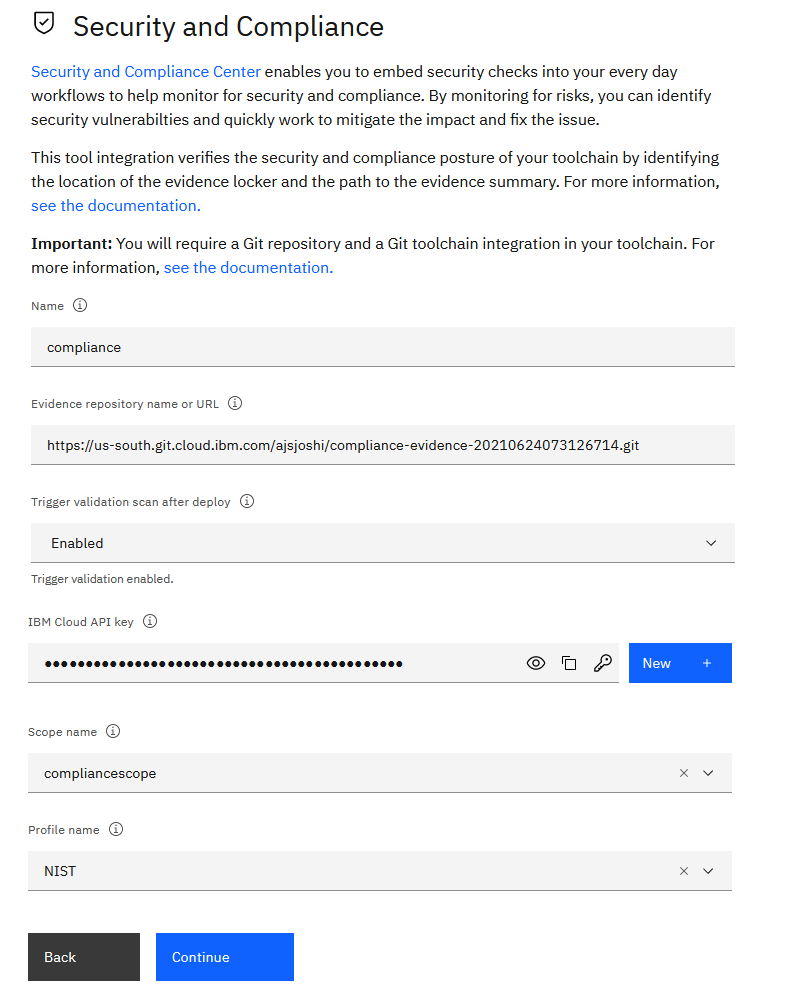 Security and Compliance
Security and Compliance Center enables you to embed security checks into your every day
workflows to help monitor for security and compliance. By monitoring for risks, you can identify
security vulnerabilties and quickly work to mitigate the impact and fix the issue.
This tool integration verifies the security and compliance posture of your toolchain by identifying
the location of the evidence locker and the path to the evidence summary. For more information,
see the documentation.
Important: You will require a Git repository and a Git toolchain integration in your toolchain. For
more information, see the documentation.
Name
compliance
Evidence repository name or URL
https://us-south.git.cloud.ibm.com/ajsjoshi/compliance-evidence-20210624073126714.git
Trigger validation scan after deploy
Enabled
Trigger validation enabled.
IBM Cloud API key
••••••••••••••••••••••••••••••••••••••••••••
New +
Scope name
compliancescope
Profile name
NIST
Back
Continue